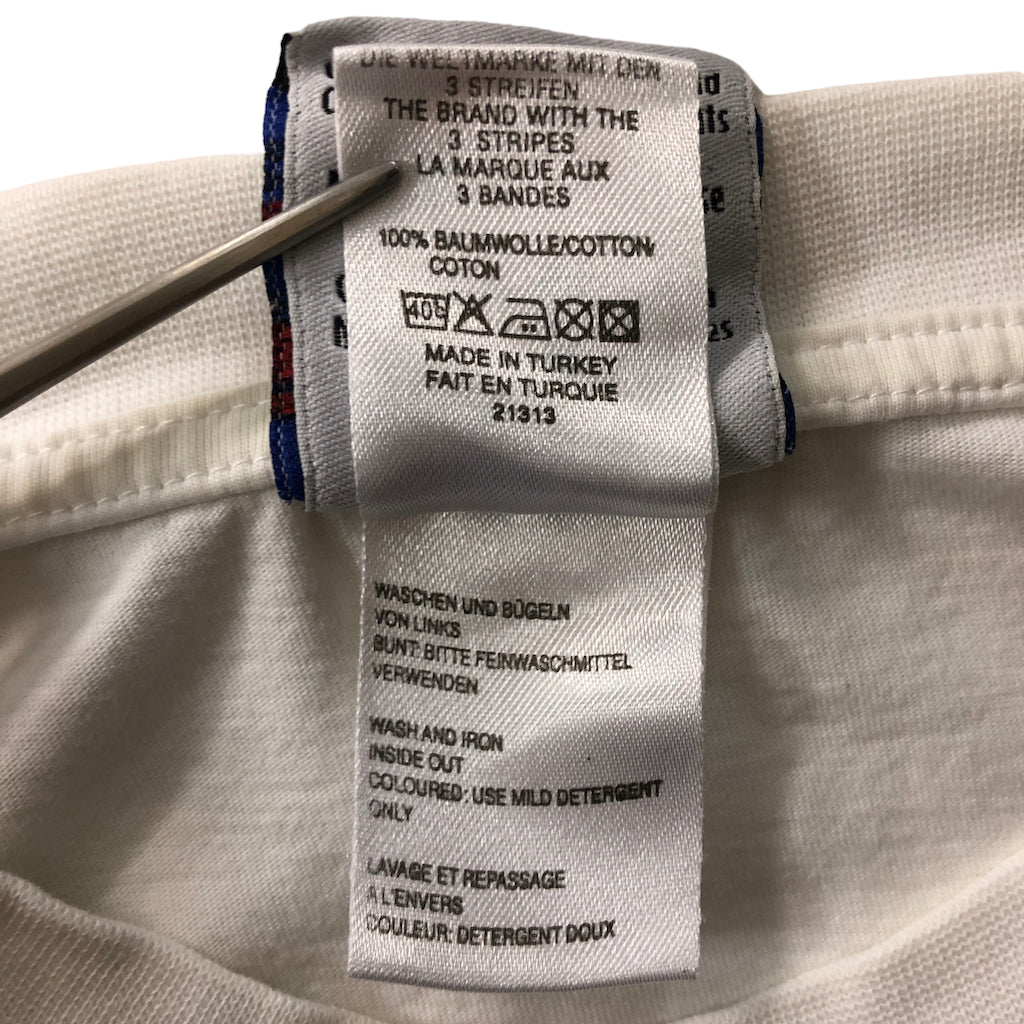 DIE WELTMARKE MIT DEN
3 STREIFEN
THE BRAND WITH THE
3 STRIPES
LA MARQUE AUX
3 BANDES
100% BAUMWOLLE/COTTON/
COTON
40°
MADE IN TURKEY
FAIT EN TURQUIE
21313
WASCHEN UND BÜGELN
VON LINKS
BUNT: BITTE FEINWASCHMITTEL
VERWENDEN
WASH AND IRON
INSIDE OUT
COLOURED: USE MILD DETERGENT
ONLY
LAVAGE ET REPASSAGE
A L'ENVERS
COULEUR: DETERGENT DOUX